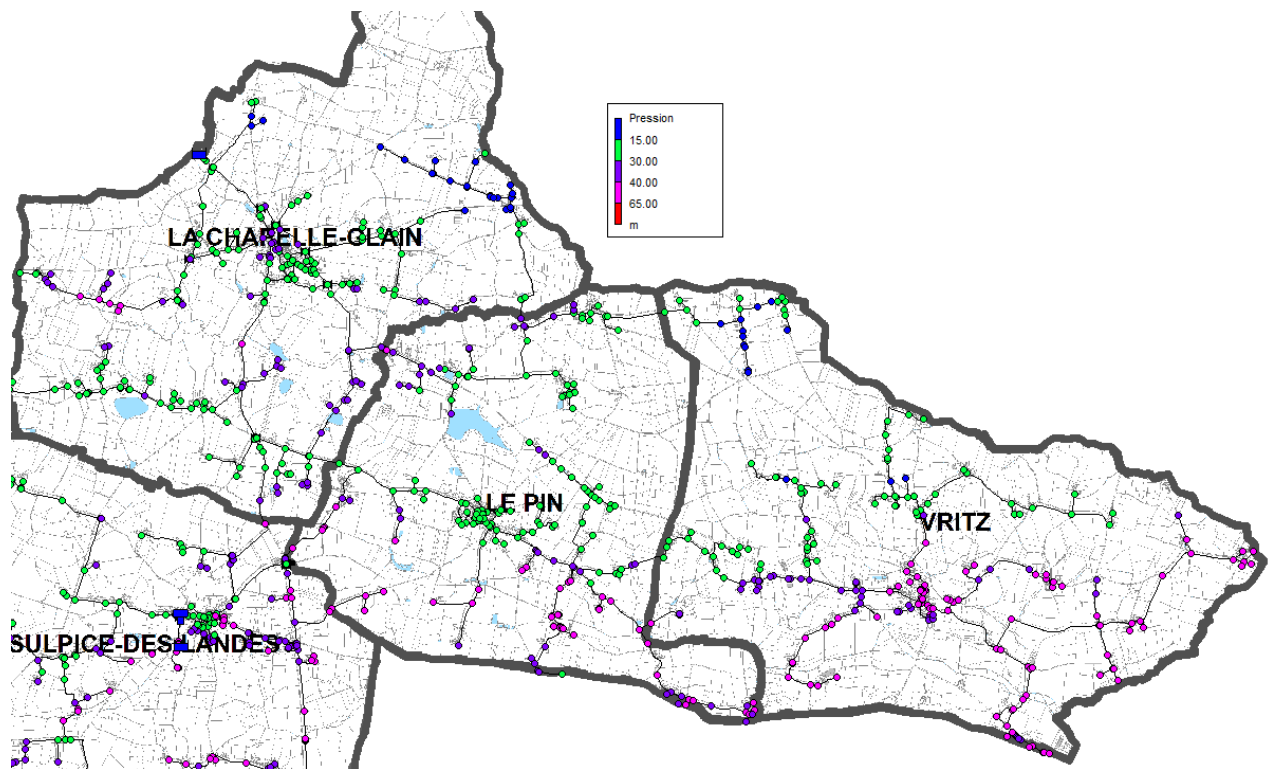 Pression
15.00
30.00
40.00
65.00
m
LA CHAPELLE-GLAIN
LE PIN
VRITZ
SULPICE-DES-LANDES